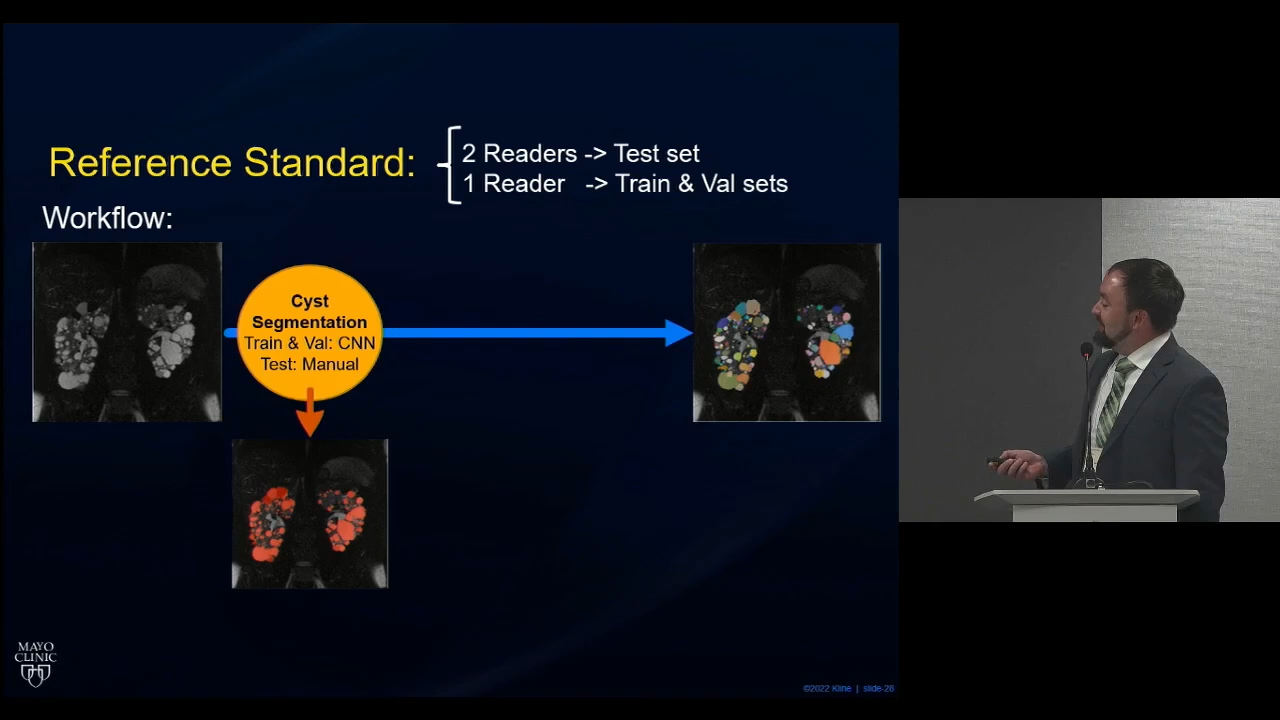 Reference Standard:
2 Readers -> Test set
1 Reader -> Train & Val sets
Workflow:
Cyst
Segmentation
Train & Val: CNN
Test: Manual
MAYO
CLINIC
©2022 Kline | slide-28